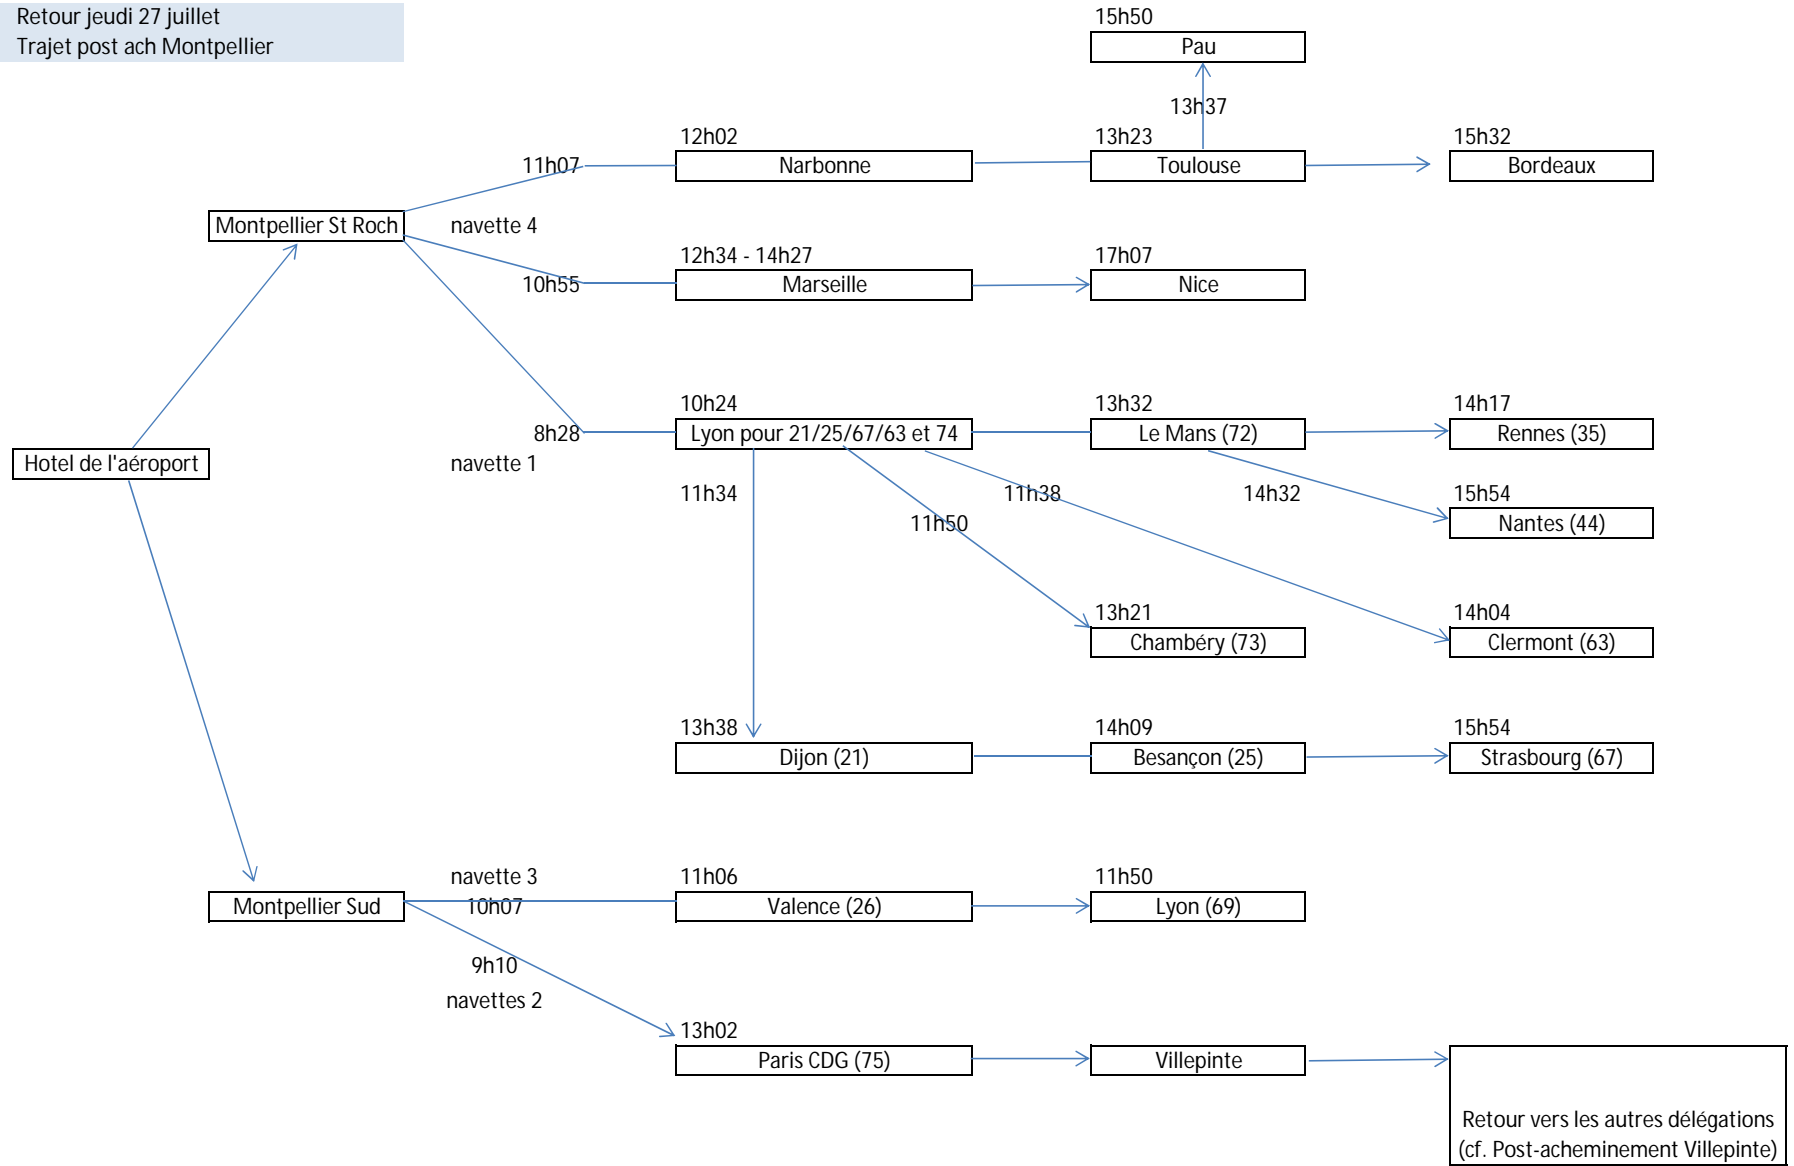 Retour jeudi 27 juillet
Trajet post ach Montpellier
15h50
Pau
13h37
12h02
13h23
15h32
11h07
Narbonne
Toulouse
Bordeaux
Montpellier St Roch
navette 4
12h34 - 14h27
17h07
10h55
Marseille
Nice
10h24
13h32
14h17
8h28
Lyon pour 21/25/67/63 et 74
Le Mans (72)
Rennes (35)
Hotel de l'aéroport
navette 1
11h34
11h38
14h32
15h54
11h50
Nantes (44)
13h21
14h04
Chambéry (73)
Clermont (63)
13h38
14h09
15h54
Dijon (21)
Besançon (25)
Strasbourg (67)
navette 3
11h06
11h50
Montpellier Sud
10h07
Valence (26)
Lyon (69)
9h10
navettes 2
13h02
Paris CDG (75)
Villepinte
Retour vers les autres délégations
(cf. Post-acheminement Villepinte)